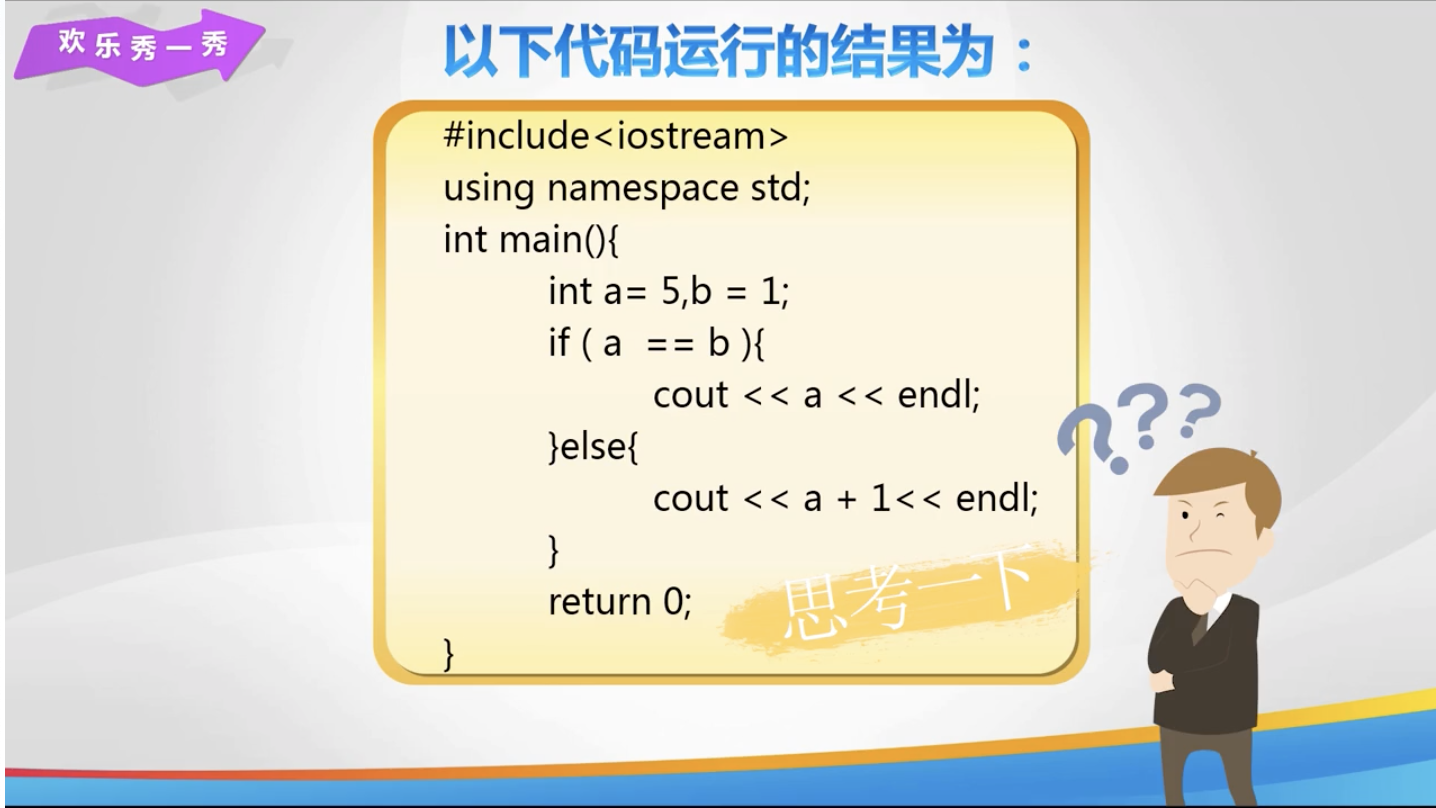 欢乐秀一秀
以下代码运行的结果为：
#include<iostream>
using namespace std;
int main(){
int a= 5,b = 1;
if ( a  == b ){
cout << a << endl;
}else{
cout << a + 1<< endl;
}
return 0;
}
思考一下
???